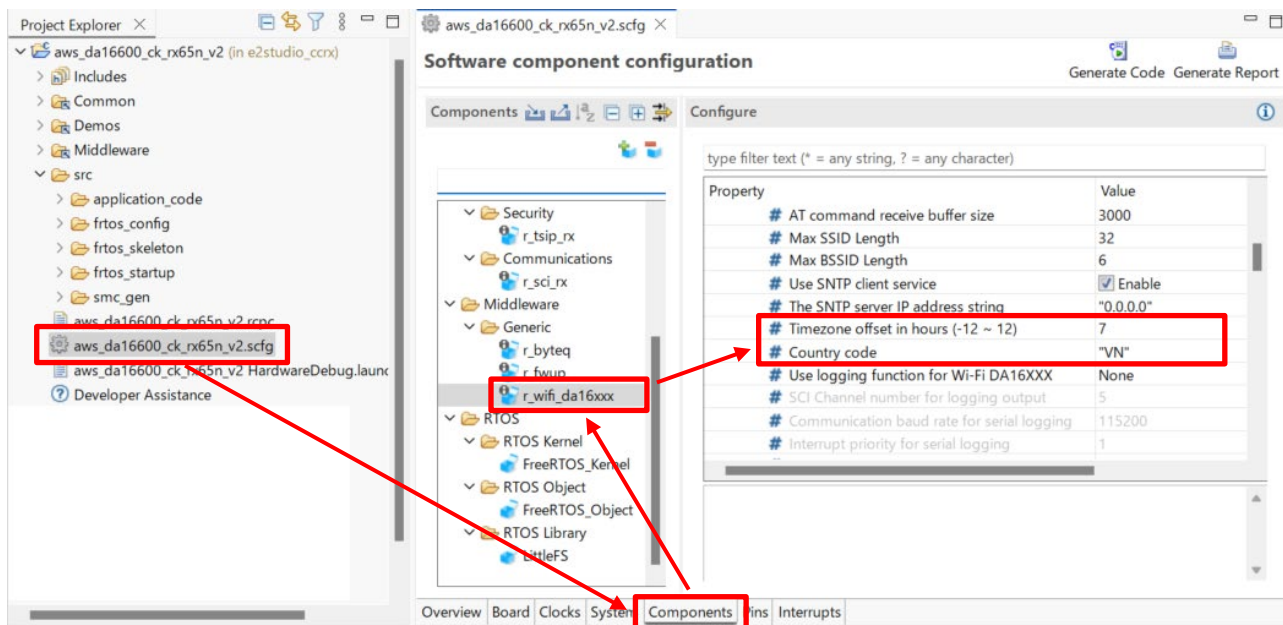 Project Explorer
aws_da16600_ck_rx65n_v2 (in e2studio_ccrx)
Includes
Common
Demos
Middleware
src
application_code
frtos_config
frtos_skeleton
frtos_startup
smc_gen
aws_da16600_ck_rx65n_v2.rcpc
aws_da16600_ck_rx65n_v2.scfg
aws_da16600_ck_rx65n_v2 HardwareDebug.launc
Developer Assistance
aws_da16600_ck_rx65n_v2.scfg
Software component configuration
Generate Code Generate Report
Components
Security
r_tsip_rx
Communications
r_sci_rx
Middleware
Generic
r_byteq
r_fwup
r_wifi_da16xxx
RTOS
RTOS Kernel
FreeRTOS_Kernel
RTOS Object
FreeRTOS_Object
RTOS Library
LittleFS
Configure
type filter text (* = any string, ? = any character)
Property Value
# AT command receive buffer size 3000
# Max SSID Length 32
# Max BSSID Length 6
# Use SNTP client service Enable
# The SNTP server IP address string "0.0.0.0"
# Timezone offset in hours (-12 ~ 12) 7
# Country code "VN"
# Use logging function for Wi-Fi DA16XXX None
# SCI Channel number for logging output 5
# Communication baud rate for serial logging 115200
# Interrupt priority for serial logging 1
Overview Board Clocks System Components Pins Interrupts